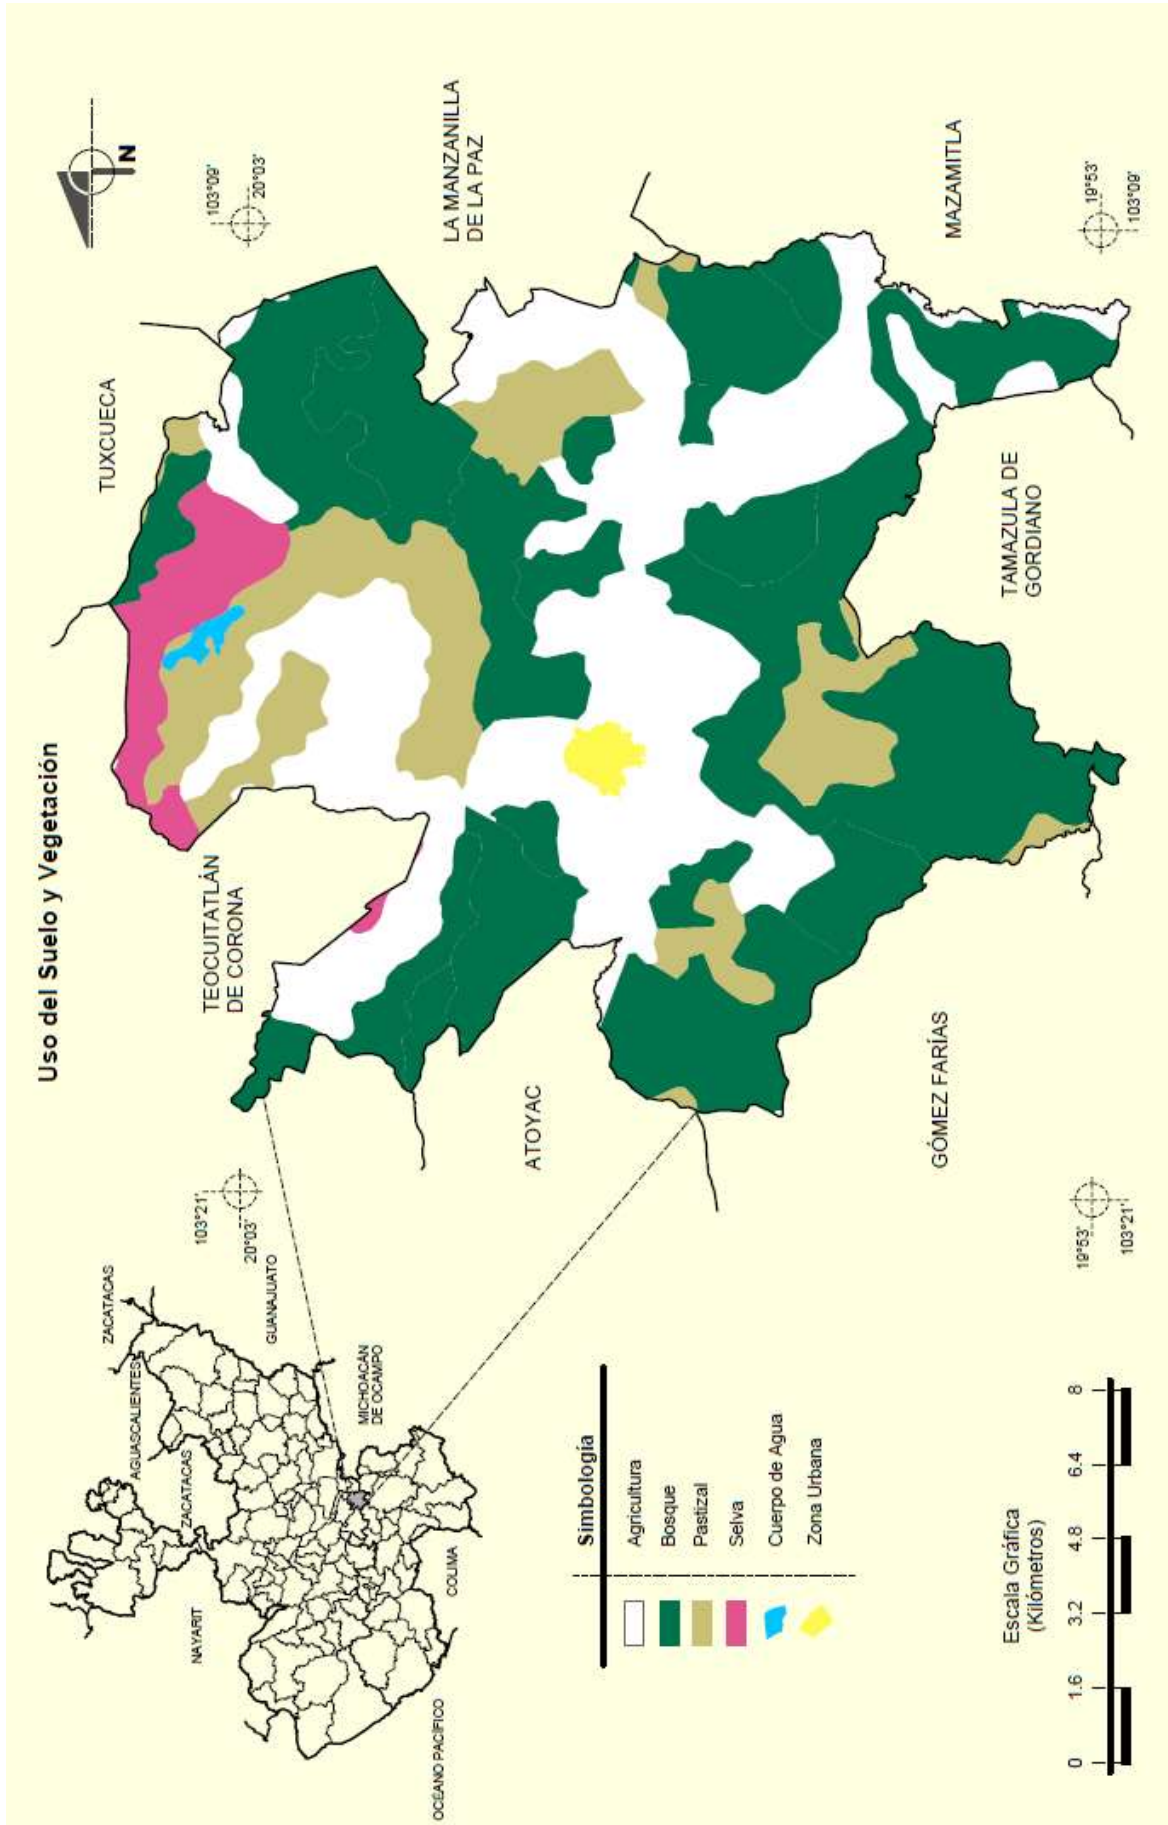 Uso del Suelo y Vegetación
N
103°09'
20°03'
TUXCUECA
LA MANZANILLA
DE LA PAZ
MAZAMITLA
19°53'
103°09'
TEOCUITATLÁN
DE CORONA
TAMAZULA DE
GORDIANO
ATOYAC
GÓMEZ FARÍAS
103°21'
20°03'
19°53'
103°21'
ZACATACAS
AGUASCALIENTES
ZACATACAS
GUANAJUATO
NAYARIT
MICHOACÁN
DE OCAMPO
COLIMA
OCÉANO PACÍFICO
Simbología
Agricultura
Bosque
Pastizal
Selva
Cuerpo de Agua
Zona Urbana
Escala Gráfica
(Kilómetros)
0 1.6 3.2 4.8 6.4 8